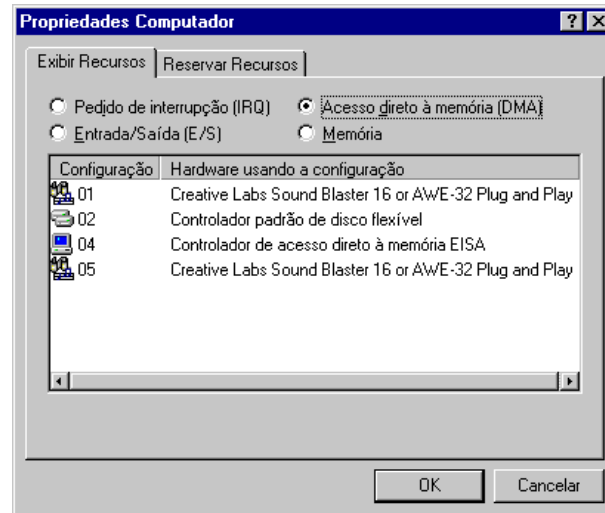 Propriedades Computador
Exibir Recursos
Reservar Recursos
Pedido de interrupção (IRQ)
Acesso direto à memória (DMA)
Entrada/Saída (E/S)
Memória
Configuração Hardware usando a configuração
01 Creative Labs Sound Blaster 16 or AWE-32 Plug and Play
02 Controlador padrão de disco flexível
04 Controlador de acesso direto à memória EISA
05 Creative Labs Sound Blaster 16 or AWE-32 Plug and Play
OK
Cancelar